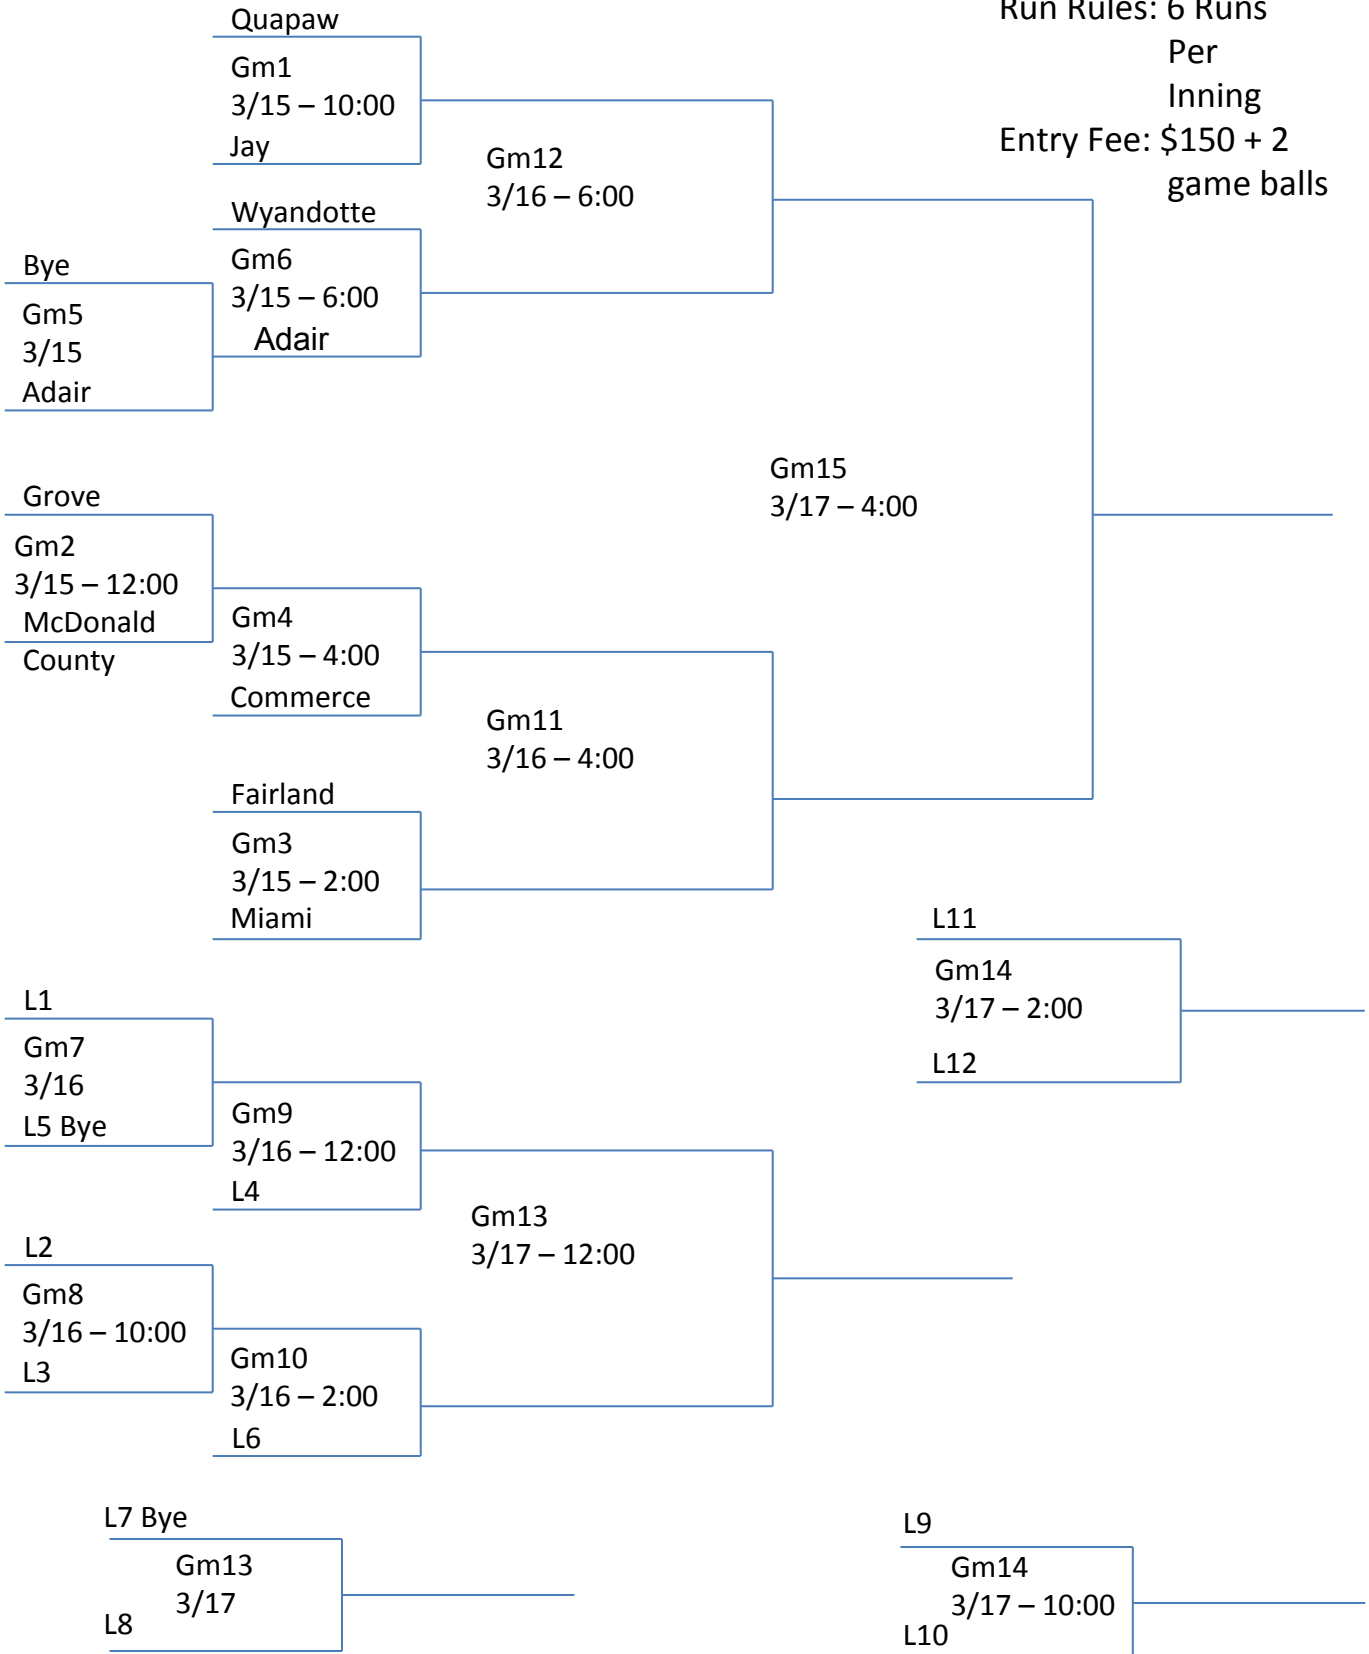 Quapaw
Run Rules: 6 Runs
Per
Inning
Entry Fee: $150 + 2
game balls
Gm1
3/15 – 10:00
Jay
Gm12
3/16 – 6:00
Wyandotte
Gm6
3/15 – 6:00
Adair
Bye
Gm5
3/15
Adair
Gm15
3/17 – 4:00
Grove
Gm2
3/15 – 12:00
McDonald
County
Gm4
3/15 – 4:00
Commerce
Gm11
3/16 – 4:00
Fairland
Gm3
3/15 – 2:00
Miami
L11
Gm14
3/17 – 2:00
L12
L1
Gm7
3/16
L5 Bye
Gm9
3/16 – 12:00
L4
Gm13
3/17 – 12:00
L2
Gm8
3/16 – 10:00
L3
Gm10
3/16 – 2:00
L6
L7 Bye
Gm13
3/17
L8
L9
Gm14
3/17 – 10:00
L10